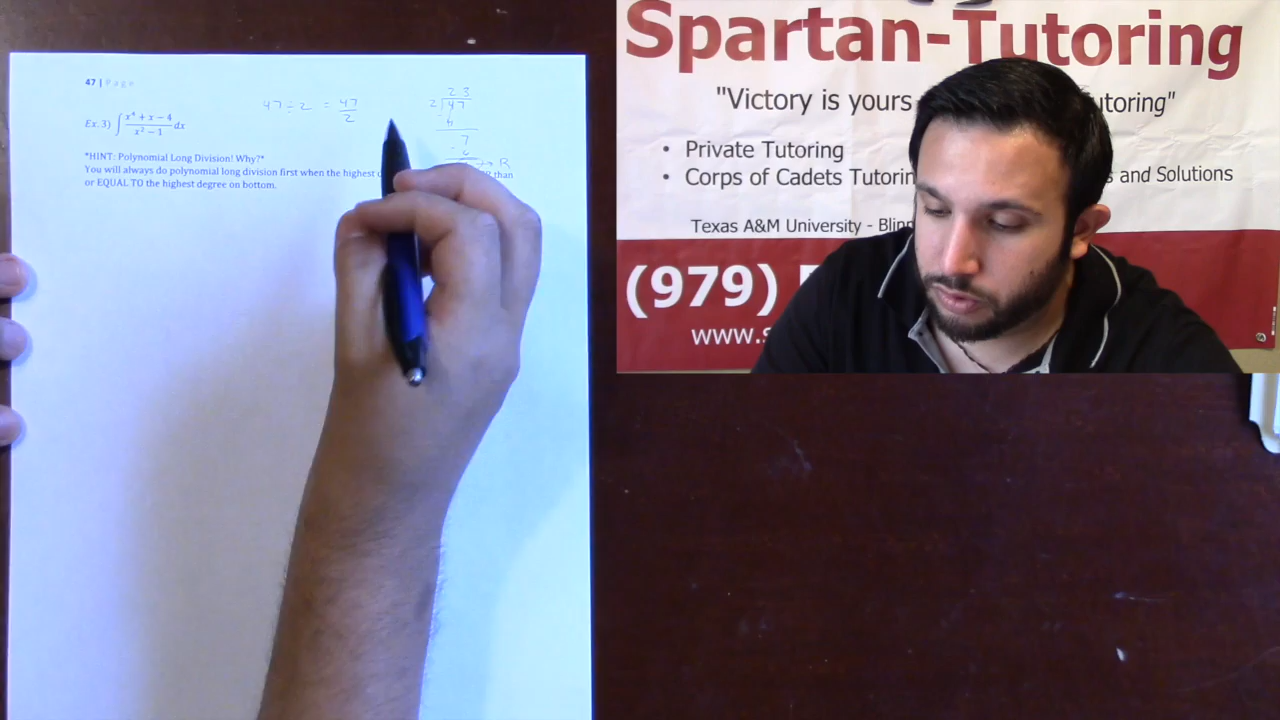 47 | Page
47 ÷ 2 = 47/2
23
2 47
4
7
- 6
→ R
Ex. 3) ∫ x⁴ + x − 4 / x² − 1 dx
*HINT: Polynomial Long Division! Why?*
You will always do polynomial long division first when the highest than
or EQUAL TO the highest degree on bottom.
Spartan-Tutoring
"Victory is yours utoring"
• Private Tutoring
• Corps of Cadets Tutorin s and Solutions
Texas A&M University - Blinn
(979)
www.s